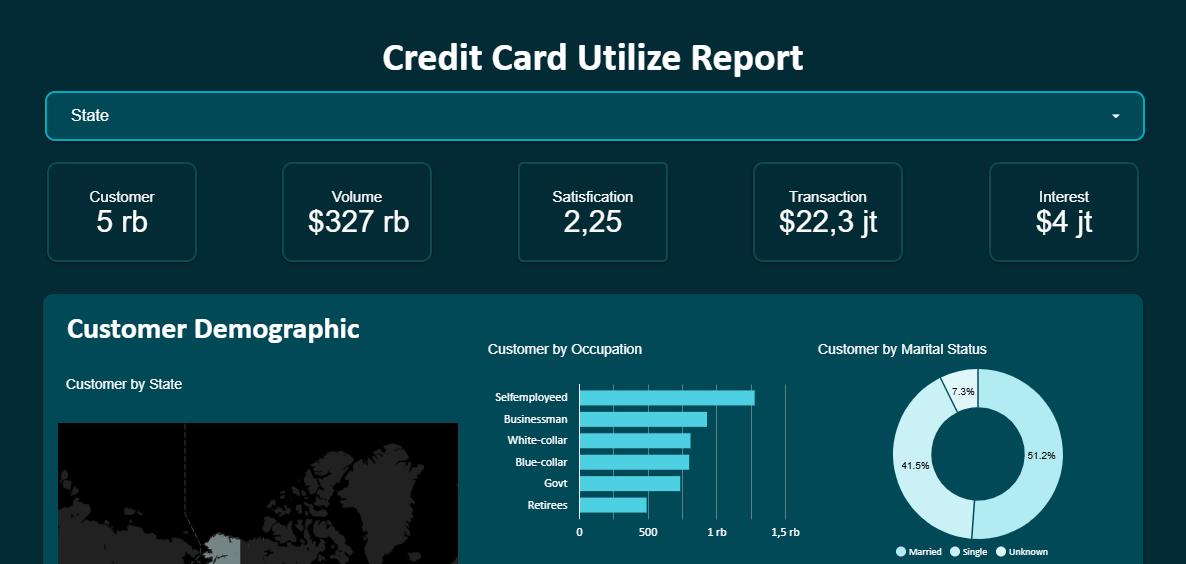 Credit Card Utilize Report
State
Customer
5 rb
Volume
$327 rb
Satisfication
2,25
Transaction
$22,3 jt
Interest
$4 jt
Customer Demographic
Customer by State
Customer by Occupation
Selfemployeed
Businessman
White-collar
Blue-collar
Govt
Retirees
0 500 1 rb 1,5 rb
Customer by Marital Status
7.3%
41.5%
51.2%
Married Single Unknown